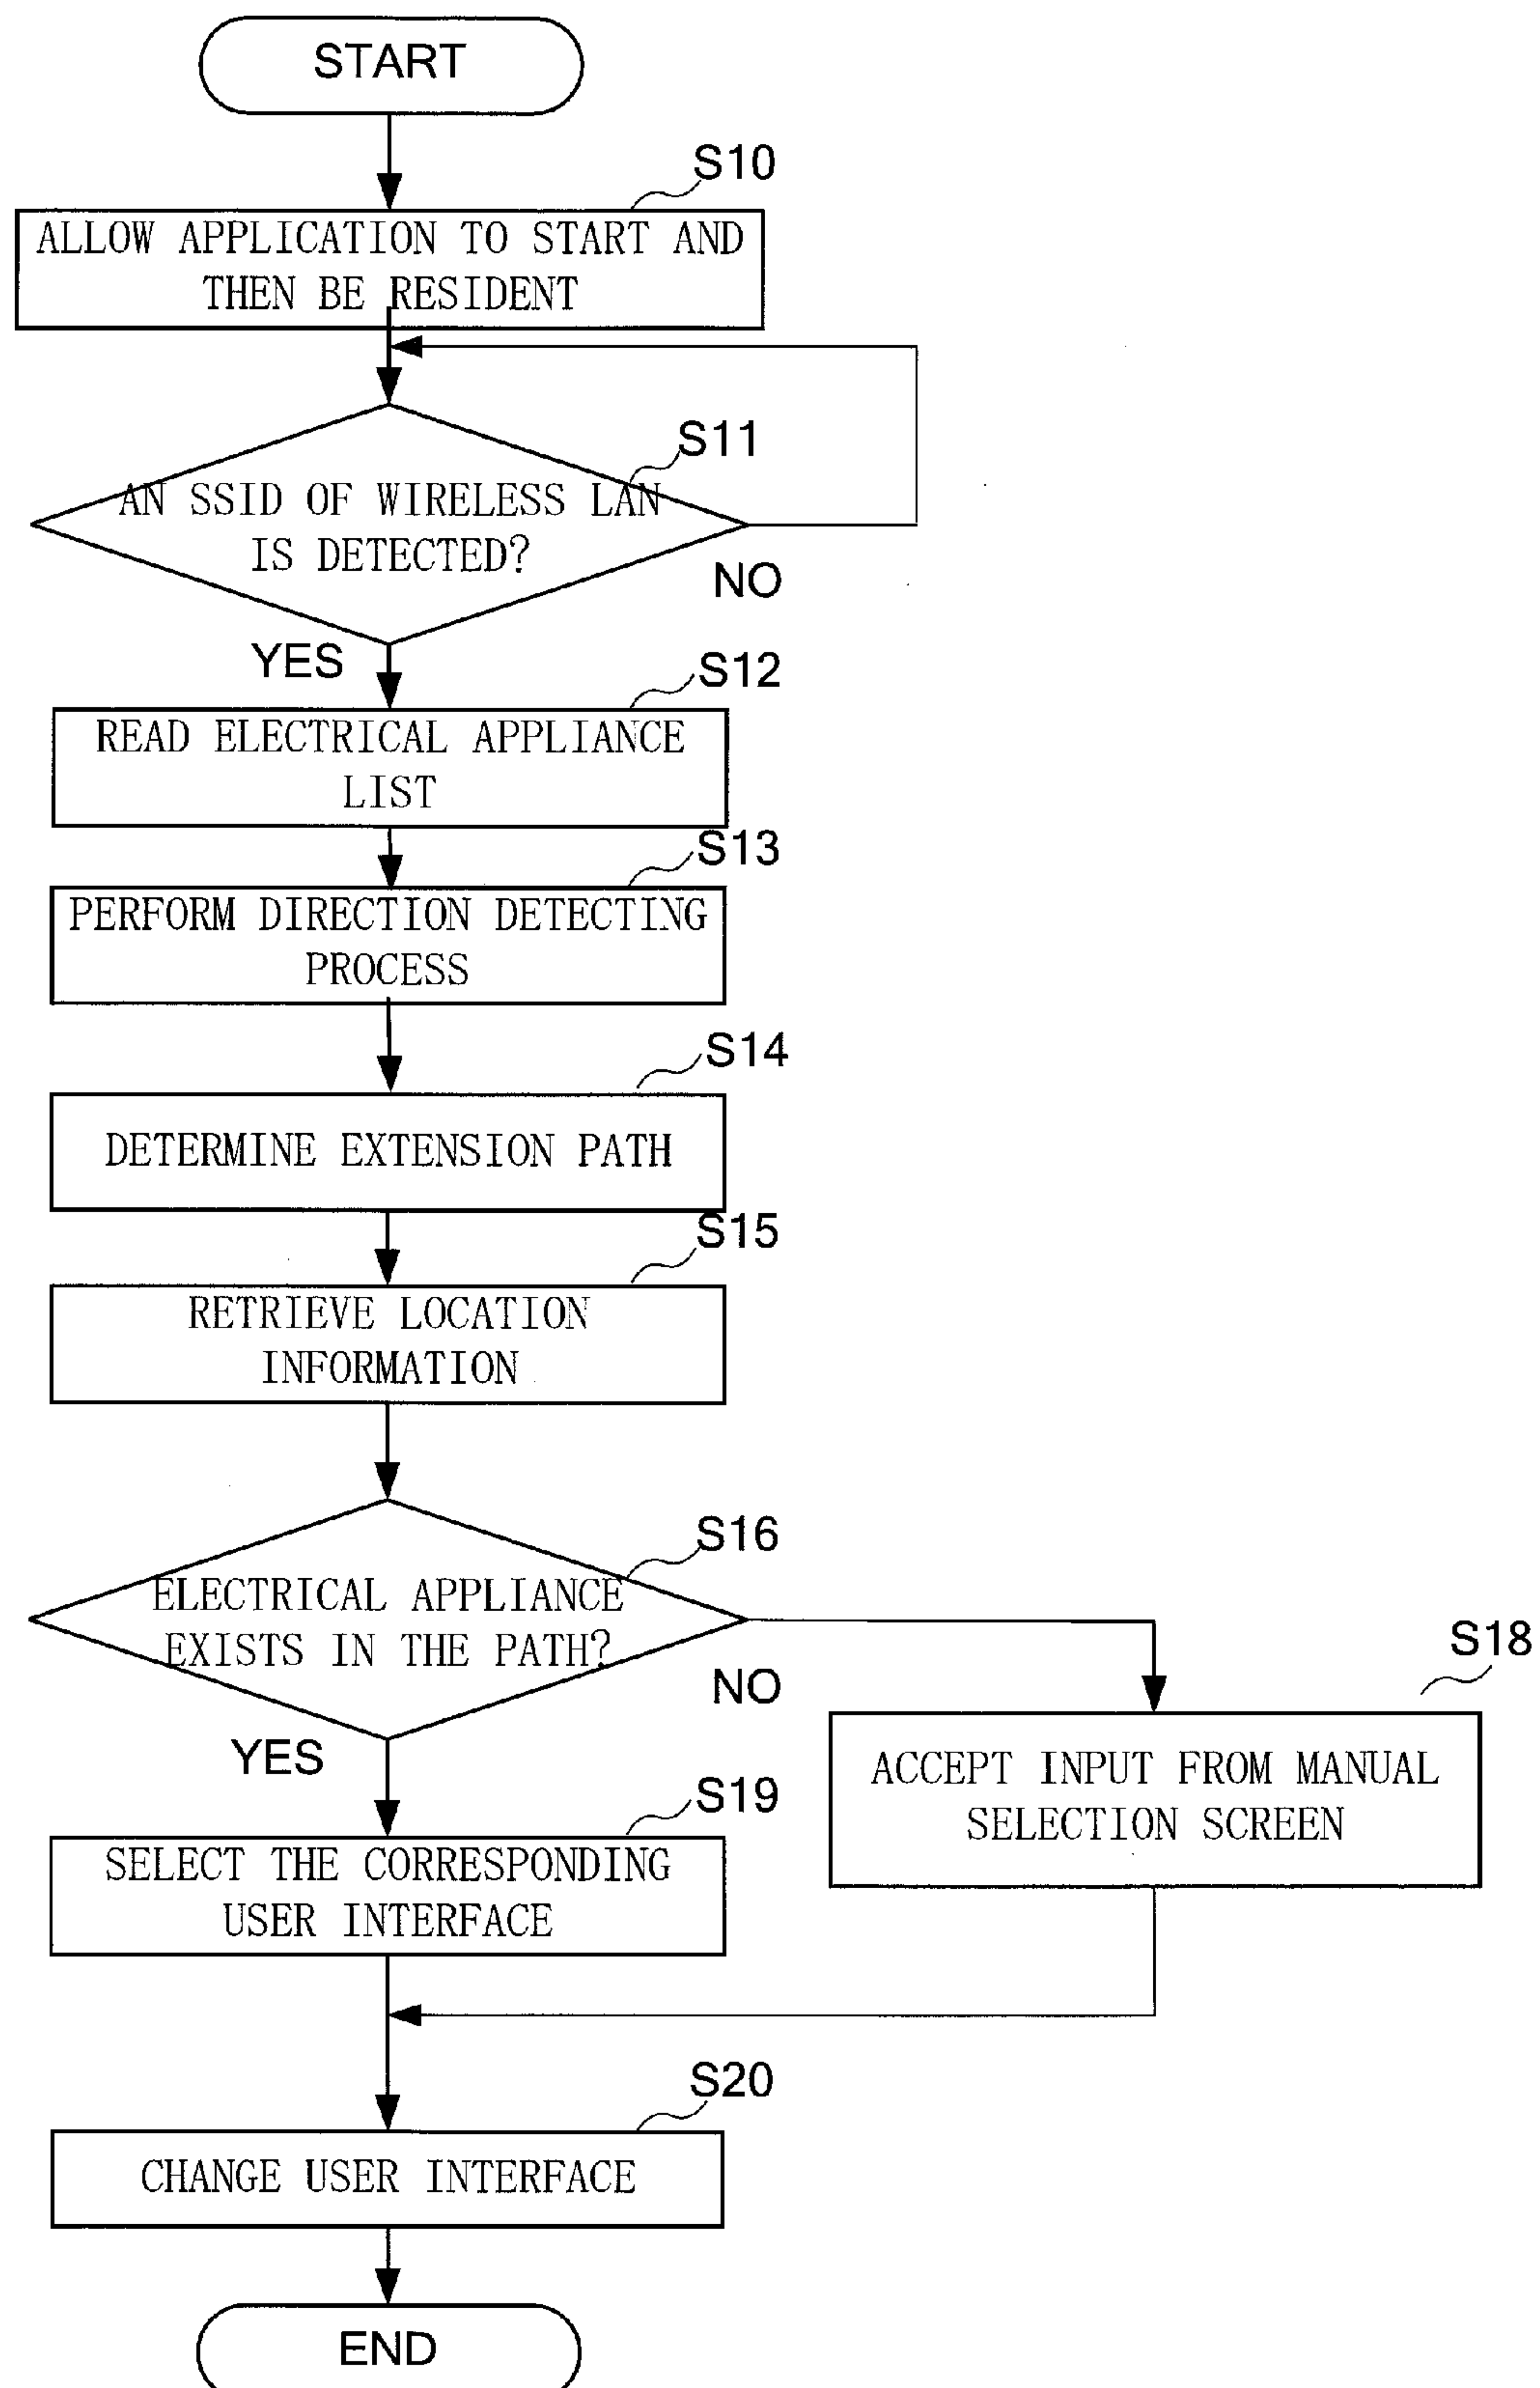 START
S10
ALLOW APPLICATION TO START AND
THEN BE RESIDENT
S11
AN SSID OF WIRELESS LAN
IS DETECTED?
NO
YES
S12
READ ELECTRICAL APPLIANCE
LIST
S13
PERFORM DIRECTION DETECTING
PROCESS
S14
DETERMINE EXTENSION PATH
S15
RETRIEVE LOCATION
INFORMATION
S16
ELECTRICAL APPLIANCE
EXISTS IN THE PATH?
NO
YES
S18
ACCEPT INPUT FROM MANUAL
SELECTION SCREEN
S19
SELECT THE CORRESPONDING
USER INTERFACE
S20
CHANGE USER INTERFACE
END